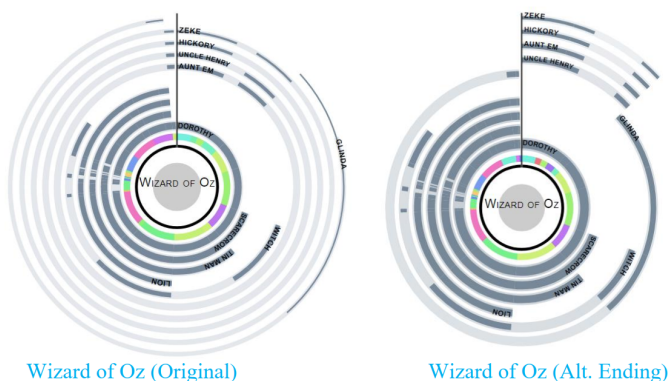 ZEKE
HICKORY
UNCLE HENRY
AUNT EM
DOROTHY
GLINDA
WIZARD OF OZ
SCARECROW
WITCH
TIN MAN
LION
Wizard of Oz (Original)
ZEKE
HICKORY
AUNT EM
UNCLE HENRY
GLINDA
DOROTHY
WIZARD OF OZ
SCARECROW
WITCH
TIN MAN
LION
Wizard of Oz (Alt. Ending)